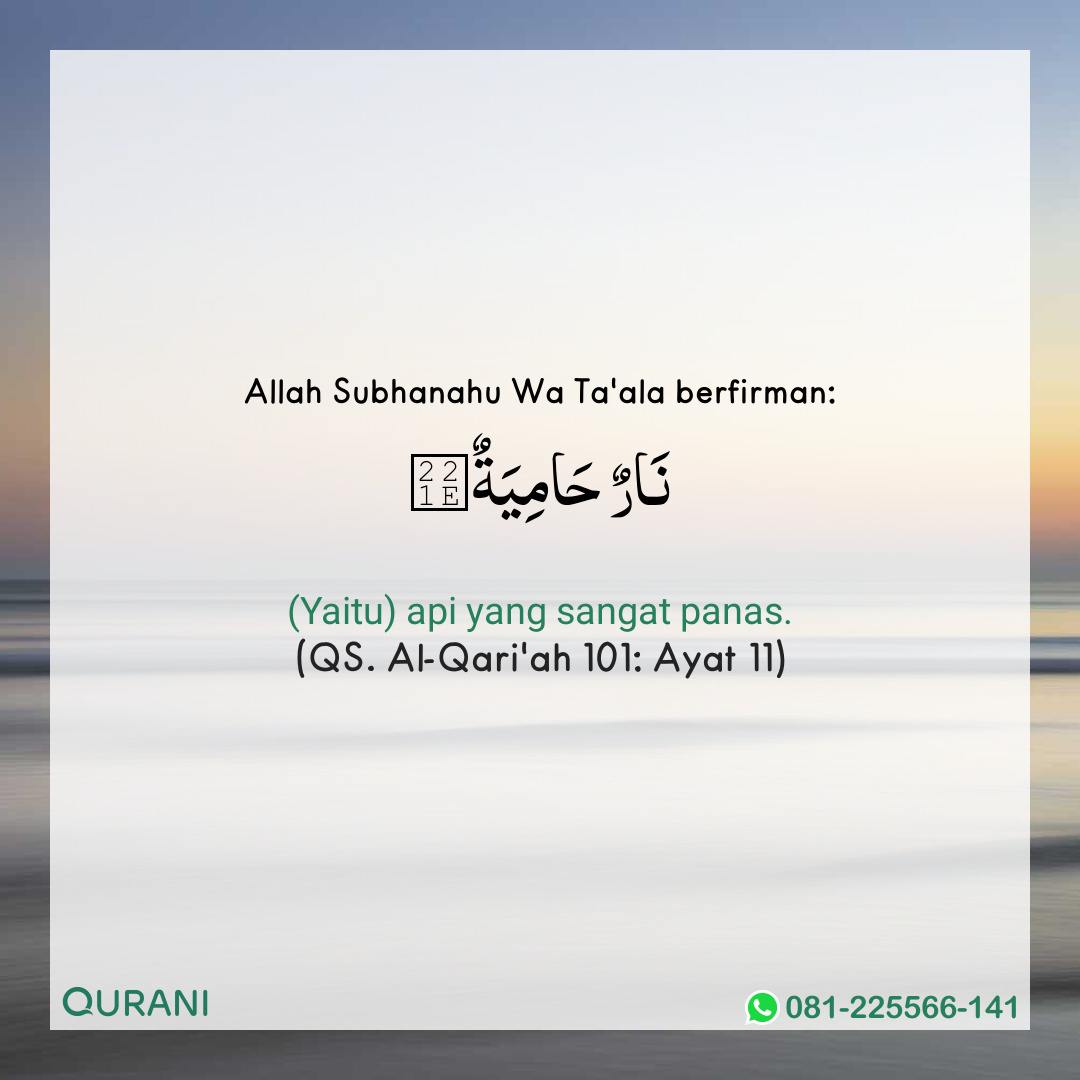 Allah Subhanahu Wa Ta'ala berfirman:
نَارٌ حَامِيَةٌ
(Yaitu) api yang sangat panas.
(QS. Al-Qari'ah 101: Ayat 11)
QURANI
081-225566-141